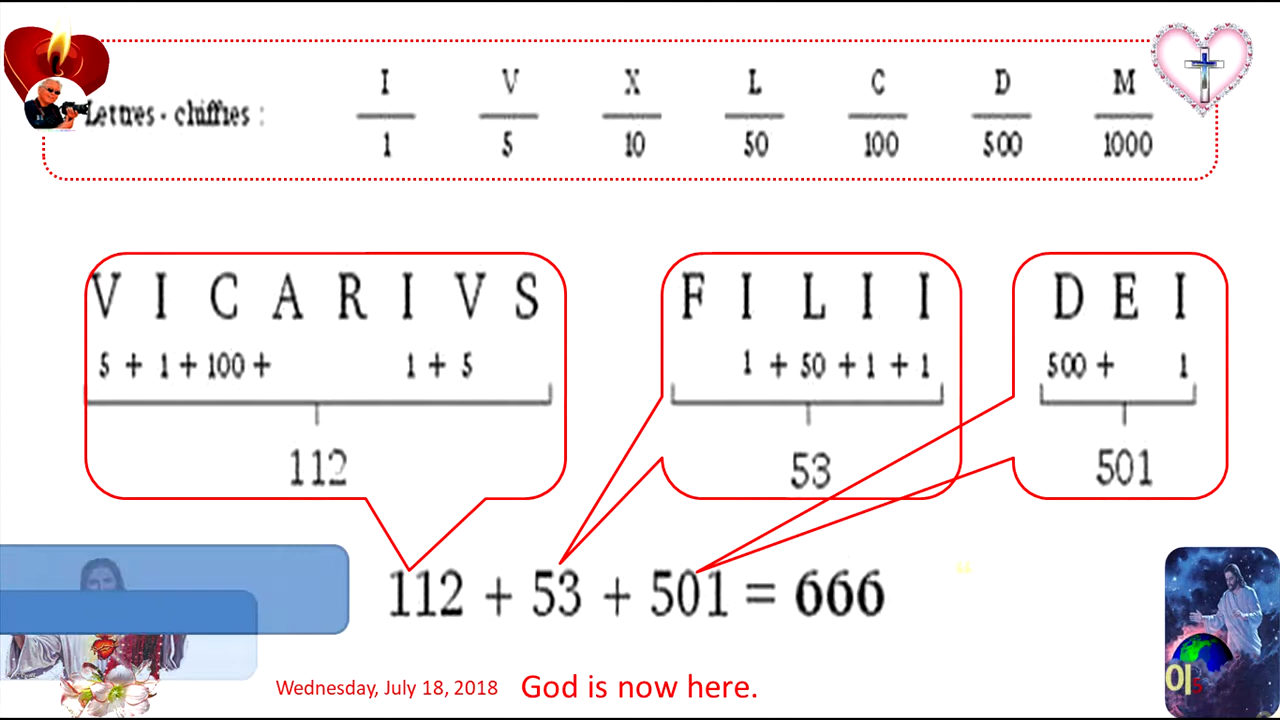 I V X L C D M
Lettres - chiffres :
1 5 10 50 100 500 1000
V I C A R I V S F I L I I D E I
5 + 1 + 100 + 1 + 5 1 + 50 + 1 + 1 500 + 1
112 53 501
112 + 53 + 501 = 666
Wednesday, July 18, 2018 God is now here.